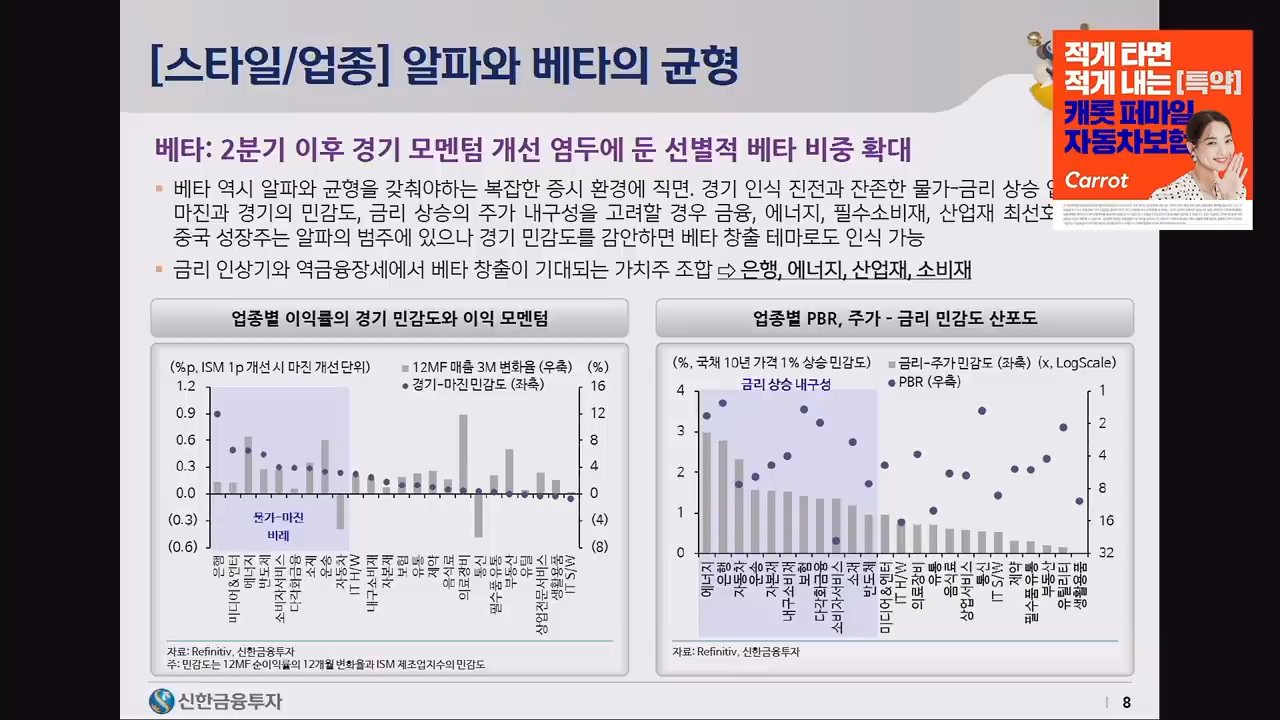 [스타일/업종] 알파와 베타의 균형
적게 타면
적게 내는 [특약]
캐롯 퍼마일
자동차보험
Carrot
베타: 2분기 이후 경기 모멘텀 개선 염두에 둔 선별적 베타 비중 확대
베타 역시 알파와 균형을 갖춰야하는 복잡한 증시 환경에 직면. 경기 인식 진전과 잔존한 물가-금리 상승
마진과 경기의 민감도, 금리 상승의 주가 내구성을 고려할 경우 금융, 에너지, 필수소비재, 산업재 최선호
중국 성장주는 알파의 범주에 있으나 경기 민감도를 감안하면 베타 창출 테마로도 인식 가능
금리 인상기와 역금융장세에서 베타 창출이 기대되는 가치주 조합 ⇨ 은행, 에너지, 산업재, 소비재
업종별 이익률의 경기 민감도와 이익 모멘텀
(%p, ISM 1p 개선 시 마진 개선 단위)
12MF 매출 3M 변화율 (우축)
(%)
경기-마진 민감도 (좌축)
1.2
0.9
0.6
0.3
0.0
(0.3)
(0.6)
16
12
8
4
0
(4)
(8)
물가-마진
비례
은행
미디어&엔터
에너지
반도체
소비자서비스
다각화금융
소재
운송
자동차
IT H/W
내구소비재
자본재
보험
유통
제약
음식료
의료장비
통신
필수품유통
부동산
유틸
상업전문서비스
생활용품
IT S/W
자료: Refinitiv, 신한금융투자
주: 민감도는 12MF 순이익률의 12개월 변화율과 ISM 제조업지수의 민감도
업종별 PBR, 주가 - 금리 민감도 산포도
(%, 국채 10년 가격 1% 상승 민감도)
금리-주가 민감도 (좌축)
(x, LogScale)
PBR (우축)
금리 상승 내구성
4
3
2
1
0
1
2
4
8
16
32
에너지
은행
자동차
운송
자본재
내구소비재
보험
다각화금융
소비자서비스
소재
반도체
미디어&엔터
IT H/W
의료장비
유통
음식료
상업서비스
통신
IT S/W
제약
필수품유통
부동산
유틸리티
생활용품
자료: Refinitiv, 신한금융투자
신한금융투자
8